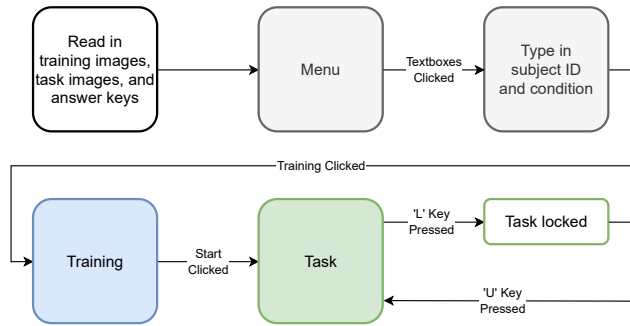 Read in
training images,
task images, and
answer keys
Menu
Textboxes
Clicked
Type in
subject ID
and condition
Training Clicked
Training
Start
Clicked
Task
'L' Key
Pressed
Task locked
'U' Key
Pressed